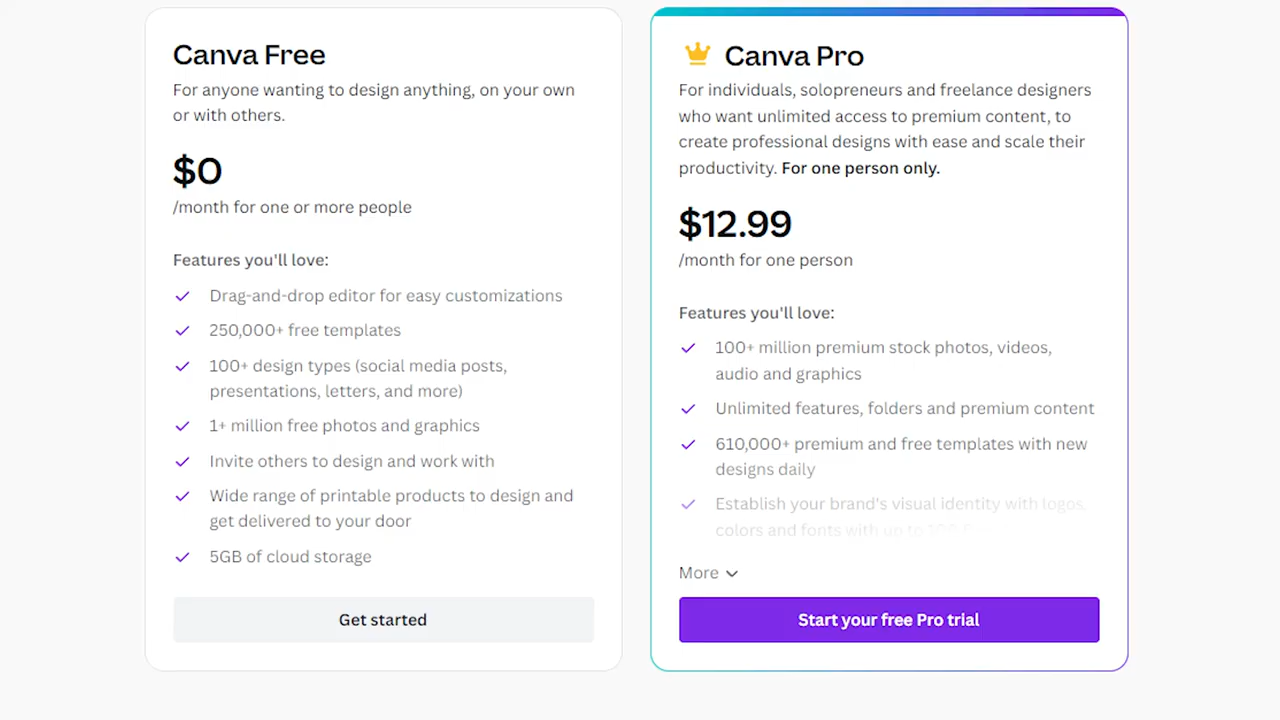 Canva Free
For anyone wanting to design anything, on your own
or with others.
$0
/month for one or more people
Features you'll love:
Drag-and-drop editor for easy customizations
250,000+ free templates
100+ design types (social media posts,
presentations, letters, and more)
1+ million free photos and graphics
Invite others to design and work with
Wide range of printable products to design and
get delivered to your door
5GB of cloud storage
Get started
Canva Pro
For individuals, solopreneurs and freelance designers
who want unlimited access to premium content, to
create professional designs with ease and scale their
productivity. For one person only.
$12.99
/month for one person
Features you'll love:
100+ million premium stock photos, videos,
audio and graphics
Unlimited features, folders and premium content
610,000+ premium and free templates with new
designs daily
Establish your brand's visual identity with logos,
colors and fonts with up to
More
Start your free Pro trial